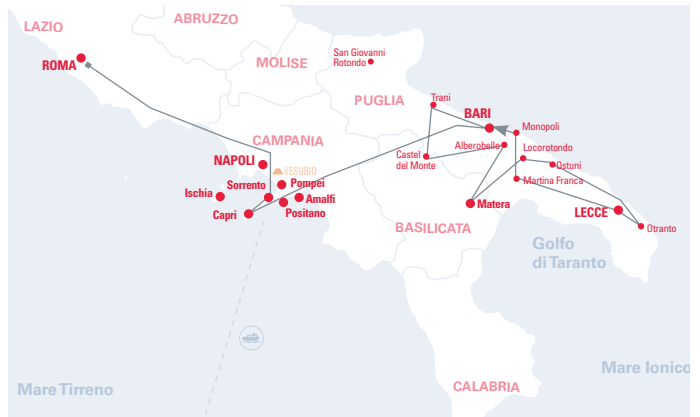 LAZIO
ABRUZZO
ROMA
MOLISE
San Giovanni
Rotondo
PUGLIA
Trani
BARI
Monopoli
CAMPANIA
Alberobello
Locorotondo
NAPOLI
VESUBIO
Castel
del Monte
Ostuni
Pompei
Martina Franca
Sorrento
Ischia
Amalfi
Capri
Positano
Matera
LECCE
BASILICATA
Otranto
Golfo
di Taranto
Mare Ionico
Mare Tirreno
CALABRIA